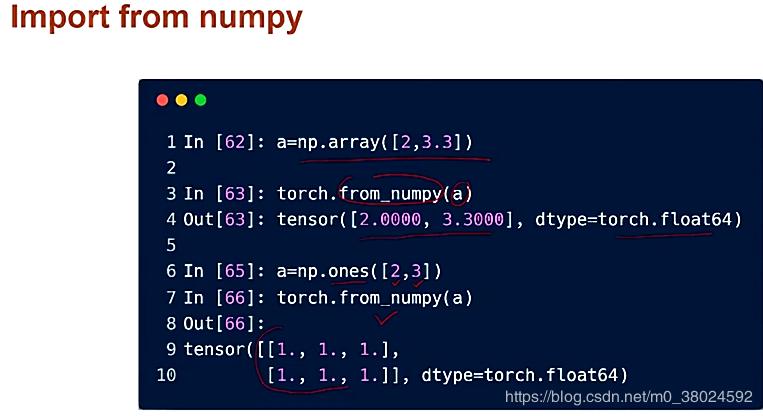 Import from numpy
1 In [62]: a=np.array([2,3.3])
2
3 In [63]: torch.from_numpy(a)
4 Out[63]: tensor([2.0000, 3.3000], dtype=torch.float64)
5
6 In [65]: a=np.ones([2,3])
7 In [66]: torch.from_numpy(a)
8 Out[66]:
9 tensor([[1., 1., 1.],
10 [1., 1., 1.]], dtype=torch.float64)
https://blog.csdn.net/m0_38024592